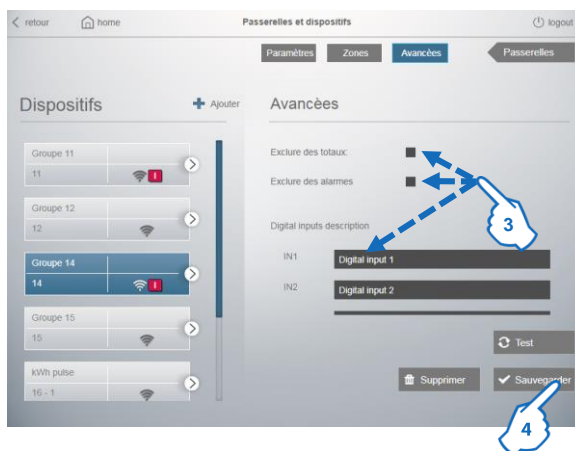 retour home Passerelles et dispositifs logout
Paramètres Zones Avancèes Passerelles
Dispositifs Ajouter Avancèes
Groupe 11
11
Groupe 12
12
Groupe 14
14
Groupe 15
15
kWh pulse
16 - 1
Exclure des totaux:
Exclure des alarmes
3
Digital inputs description
IN1 Digital input 1
IN2 Digital input 2
Test
Supprimer Sauvegarder
4